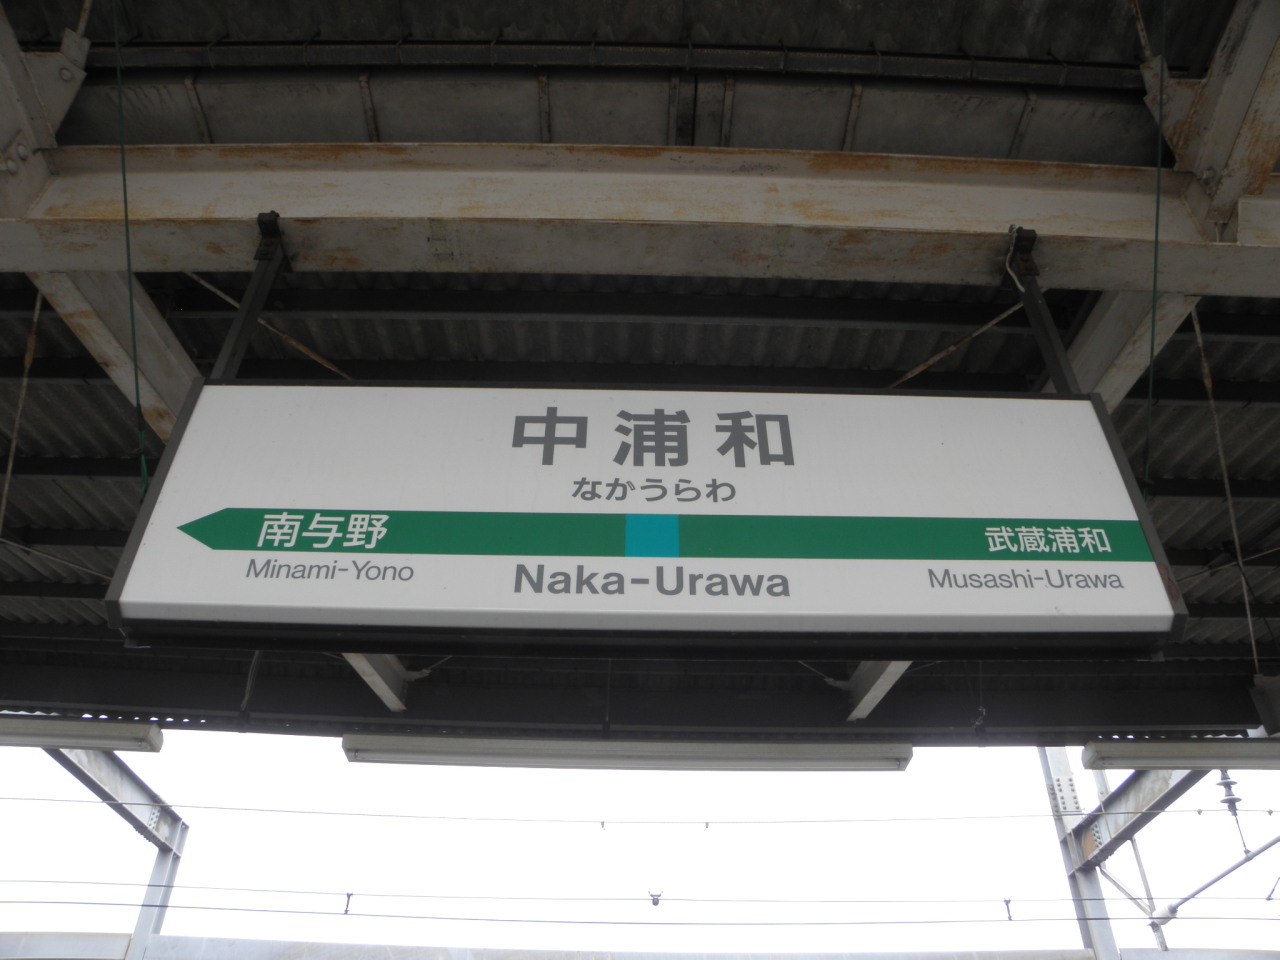 中浦和
なかうらわ
南与野
武蔵浦和
Minami-Yono
Naka-Urawa
Musashi-Urawa